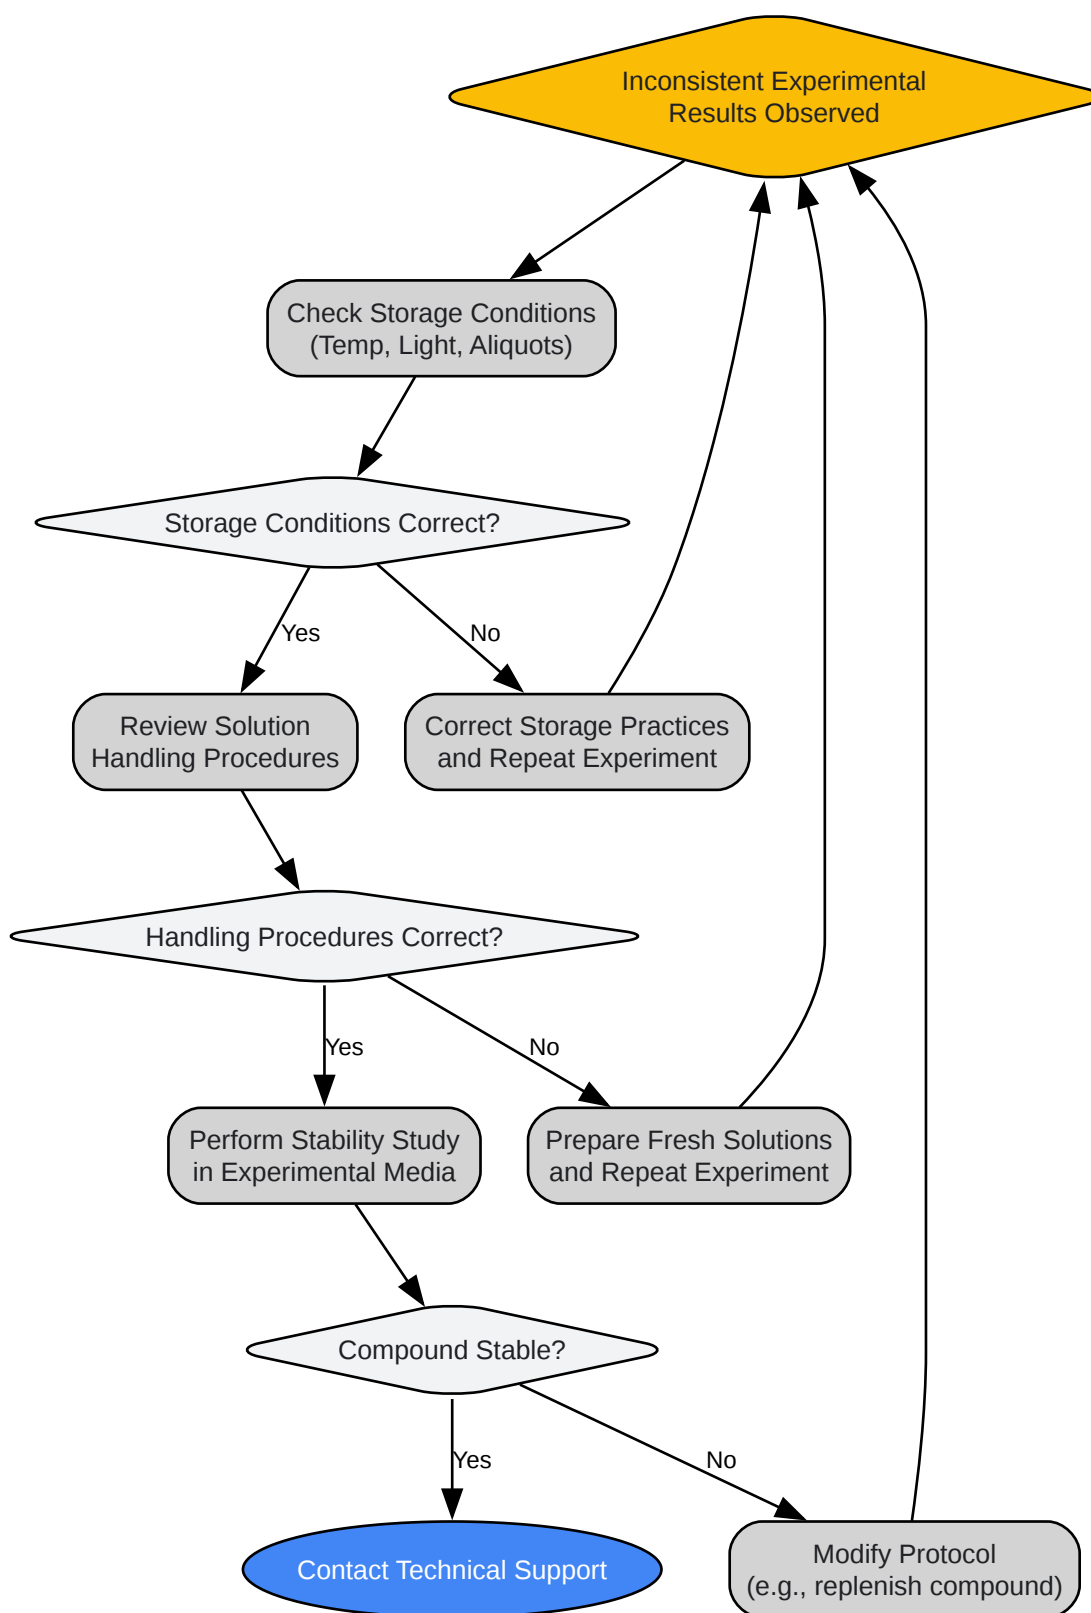 Inconsistent Experimental
Results Observed
Check Storage Conditions
(Temp, Light, Aliquots)
Storage Conditions Correct?
Yes
No
Review Solution
Handling Procedures
Correct Storage Practices
and Repeat Experiment
Handling Procedures Correct?
Yes
No
Perform Stability Study
in Experimental Media
Prepare Fresh Solutions
and Repeat Experiment
Compound Stable?
Yes
No
Contact Technical Support
Modify Protocol
(e.g., replenish compound)